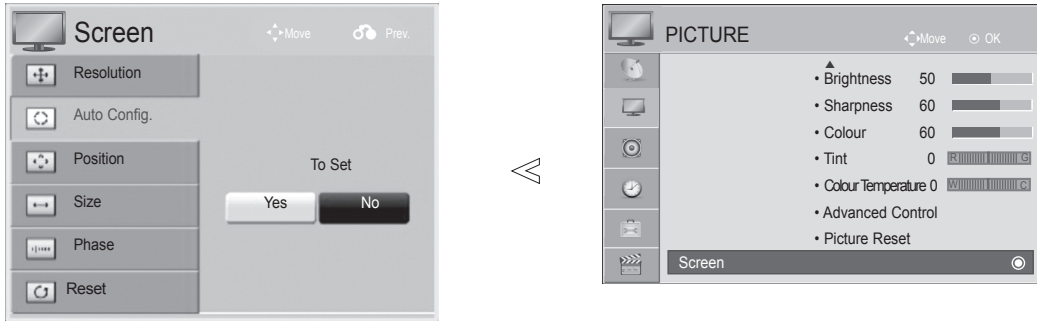 Screen
Move
Prev.
Resolution
Auto Config.
Position
Size
Phase
Reset
To Set
Yes No
PICTURE
Move
OK
• Brightness 50
• Sharpness 60
• Colour 60
• Tint 0 R G
• Colour Temperature 0 W C
• Advanced Control
• Picture Reset
Screen